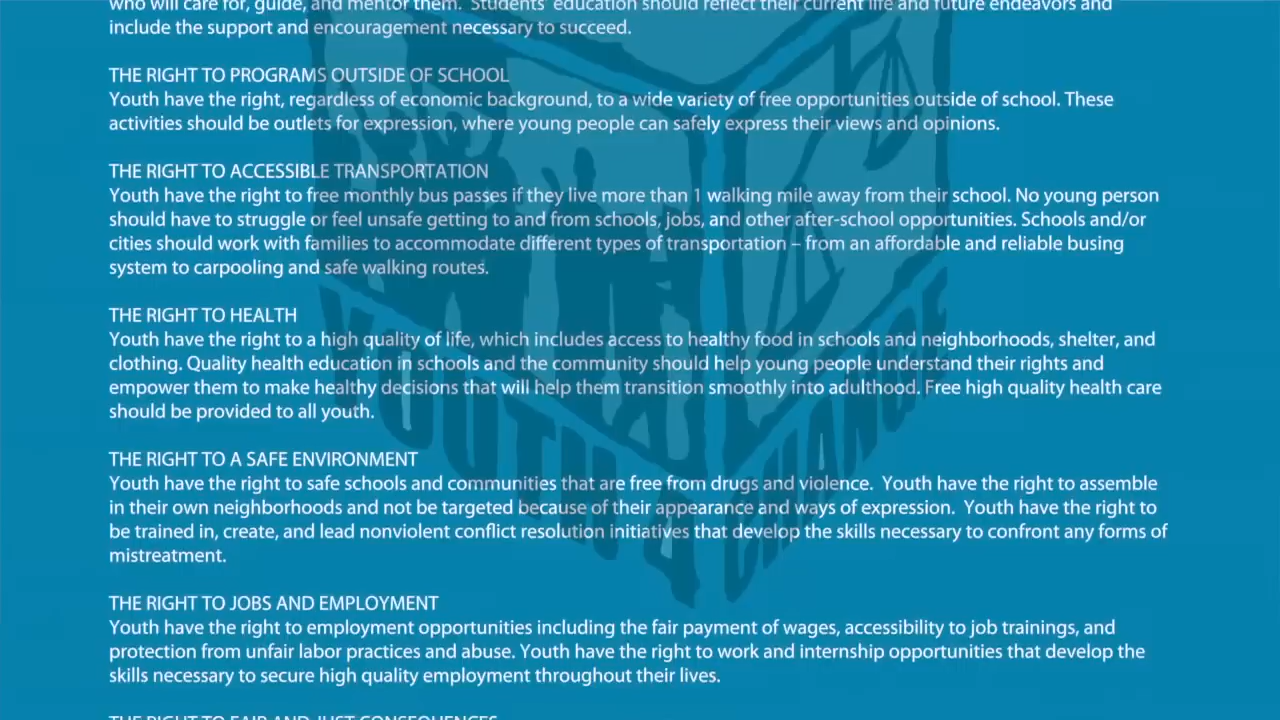 who will care for, guide, and mentor them.  Students' education should reflect their current life and future endeavors and
include the support and encouragement necessary to succeed.
THE RIGHT TO PROGRAMS OUTSIDE OF SCHOOL
Youth have the right, regardless of economic background, to a wide variety of free opportunities outside of school. These
activities should be outlets for expression, where young people can safely express their views and opinions.
THE RIGHT TO ACCESSIBLE TRANSPORTATION
Youth have the right to free monthly bus passes if they live more than 1 walking mile away from their school. No young person
should have to struggle or feel unsafe getting to and from schools, jobs, and other after-school opportunities. Schools and/or
cities should work with families to accommodate different types of transportation – from an affordable and reliable busing
system to carpooling and safe walking routes.
THE RIGHT TO HEALTH
Youth have the right to a high quality of life, which includes access to healthy food in schools and neighborhoods, shelter, and
clothing. Quality health education in schools and the community should help young people understand their rights and
empower them to make healthy decisions that will help them transition smoothly into adulthood. Free high quality health care
should be provided to all youth.
THE RIGHT TO A SAFE ENVIRONMENT
Youth have the right to safe schools and communities that are free from drugs and violence.  Youth have the right to assemble
in their own neighborhoods and not be targeted because of their appearance and ways of expression.  Youth have the right to
be trained in, create, and lead nonviolent conflict resolution initiatives that develop the skills necessary to confront any forms of
mistreatment.
THE RIGHT TO JOBS AND EMPLOYMENT
Youth have the right to employment opportunities including the fair payment of wages, accessibility to job trainings, and
protection from unfair labor practices and abuse. Youth have the right to work and internship opportunities that develop the
skills necessary to secure high quality employment throughout their lives.
THE RIGHT TO FAIR AND JUST CONSEQUENCES
YOUTH 4 A CHANGE